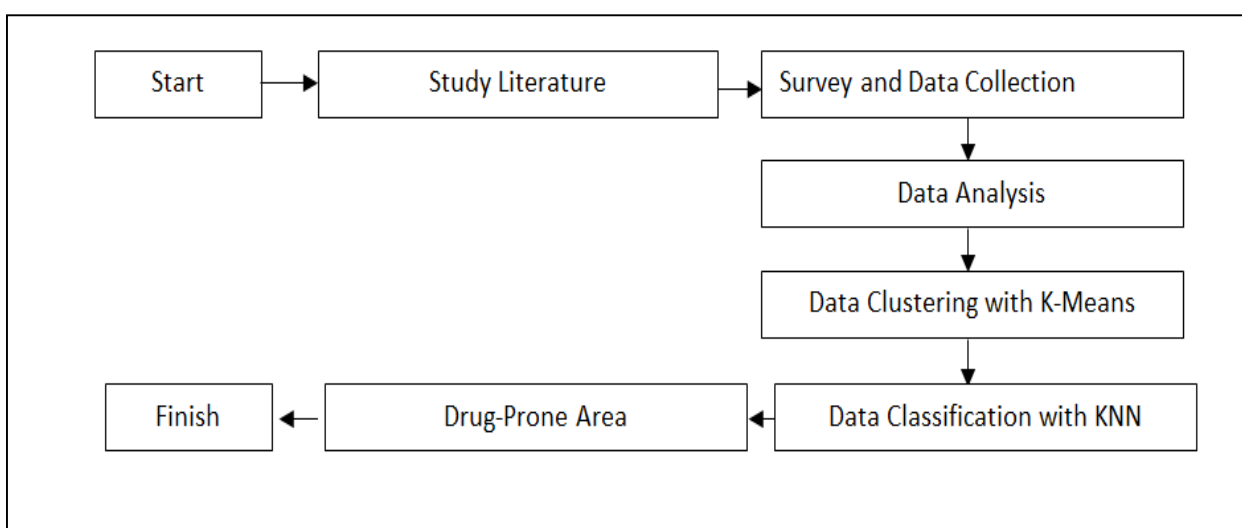 Start
Study Literature
Survey and Data Collection
Data Analysis
Data Clustering with K-Means
Data Classification with KNN
Drug-Prone Area
Finish